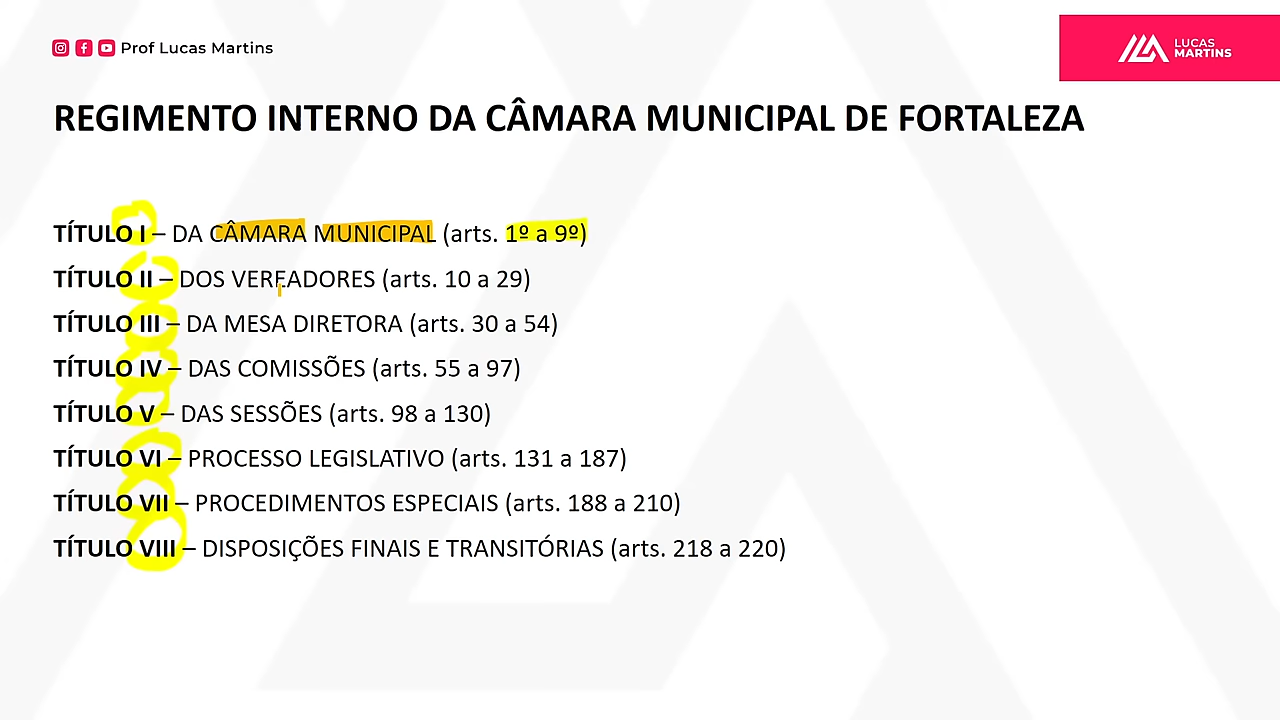 Prof Lucas Martins
LUCAS
MARTINS
REGIMENTO INTERNO DA CÂMARA MUNICIPAL DE FORTALEZA
TÍTULO I – DA CÂMARA MUNICIPAL (arts. 1º a 9º)
TÍTULO II – DOS VEREADORES (arts. 10 a 29)
TÍTULO III – DA MESA DIRETORA (arts. 30 a 54)
TÍTULO IV – DAS COMISSÕES (arts. 55 a 97)
TÍTULO V – DAS SESSÕES (arts. 98 a 130)
TÍTULO VI – PROCESSO LEGISLATIVO (arts. 131 a 187)
TÍTULO VII – PROCEDIMENTOS ESPECIAIS (arts. 188 a 210)
TÍTULO VIII – DISPOSIÇÕES FINAIS E TRANSITÓRIAS (arts. 218 a 220)